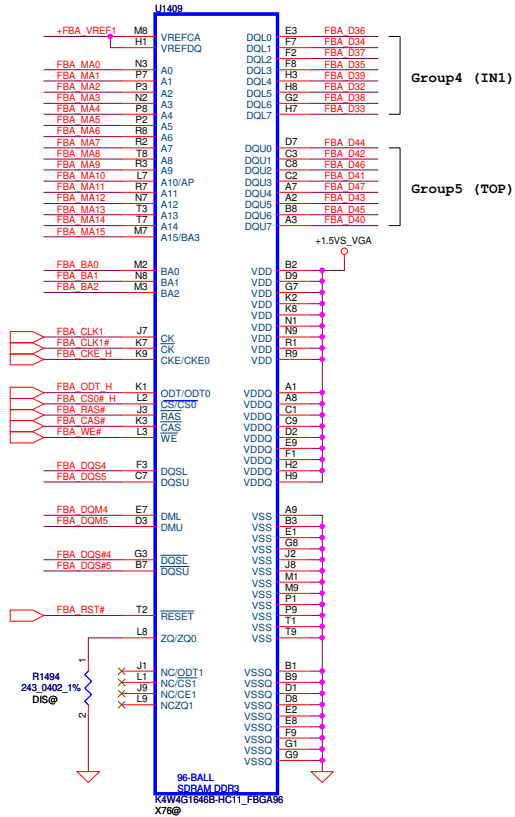 U1409
+FBA_VREF1 M8 VREFCA DQL0 E3 FBA_D36
H1 VREFDQ DQL1 F7 FBA_D34
DQL2 F2 FBA_D37
FBA_MA0 N3 A0 DQL3 F8 FBA_D35
FBA_MA1 P7 A1 DQL4 H3 FBA_D39
FBA_MA2 P3 A2 DQL5 H8 FBA_D32
FBA_MA3 N2 A3 DQL6 G2 FBA_D38
FBA_MA4 P8 A4 DQL7 H7 FBA_D33
Group4 (IN1)
FBA_MA5 P2 A5
FBA_MA6 R8 A6
FBA_MA7 R2 A7 DQU0 D7 FBA_D44
FBA_MA8 T8 A8 DQU1 C3 FBA_D42
FBA_MA9 R3 A9 DQU2 C8 FBA_D46
FBA_MA10 L7 A10/AP DQU3 C2 FBA_D41
FBA_MA11 R7 A11 DQU4 A7 FBA_D47
FBA_MA12 N7 A12 DQU5 A2 FBA_D43
FBA_MA13 T3 A13 DQU6 B8 FBA_D45
FBA_MA14 T7 A14 DQU7 A3 FBA_D40
Group5 (TOP)
FBA_MA15 M7 A15/BA3
+1.5VS_VGA
FBA_BA0 M2 BA0 VDD B2
FBA_BA1 N8 BA1 VDD D9
FBA_BA2 M3 BA2 VDD G7
VDD K2
VDD K8
VDD N1
FBA_CLK1 J7 CK VDD N9
FBA_CLK1# K7 CK VDD R1
FBA_CKE_H K9 CKE/CKE0 VDD R9
FBA_ODT_H K1 ODT/ODT0 VDDQ A1
FBA_CS0#_H L2 CS/CS0 VDDQ A8
FBA_RAS# J3 RAS VDDQ C1
FBA_CAS# K3 CAS VDDQ C9
FBA_WE# L3 WE VDDQ D2
VDDQ E9
VDDQ F1
FBA_DQS4 F3 DQSL VDDQ H2
FBA_DQS5 C7 DQSU VDDQ H9
FBA_DQM4 E7 DML VSS A9
FBA_DQM5 D3 DMU VSS B3
VSS E1
VSS G8
FBA_DQS#4 G3 DQSL VSS J2
FBA_DQS#5 B7 DQSU VSS J8
VSS M1
VSS M9
VSS P1
FBA_RST# T2 RESET VSS P9
VSS T1
L8 ZQ/ZQ0 VSS T9
J1 NC/ODT1 VSSQ B1
L1 NC/CS1 VSSQ B9
J9 NC/CE1 VSSQ D1
L9 NCZQ1 VSSQ D8
VSSQ E2
VSSQ E8
VSSQ F9
VSSQ G1
VSSQ G9
1
R1494
243_0402_1%
DIS@
2
96-BALL
SDRAM DDR3
K4W4G1646B-HC11_FBGA96
X76@